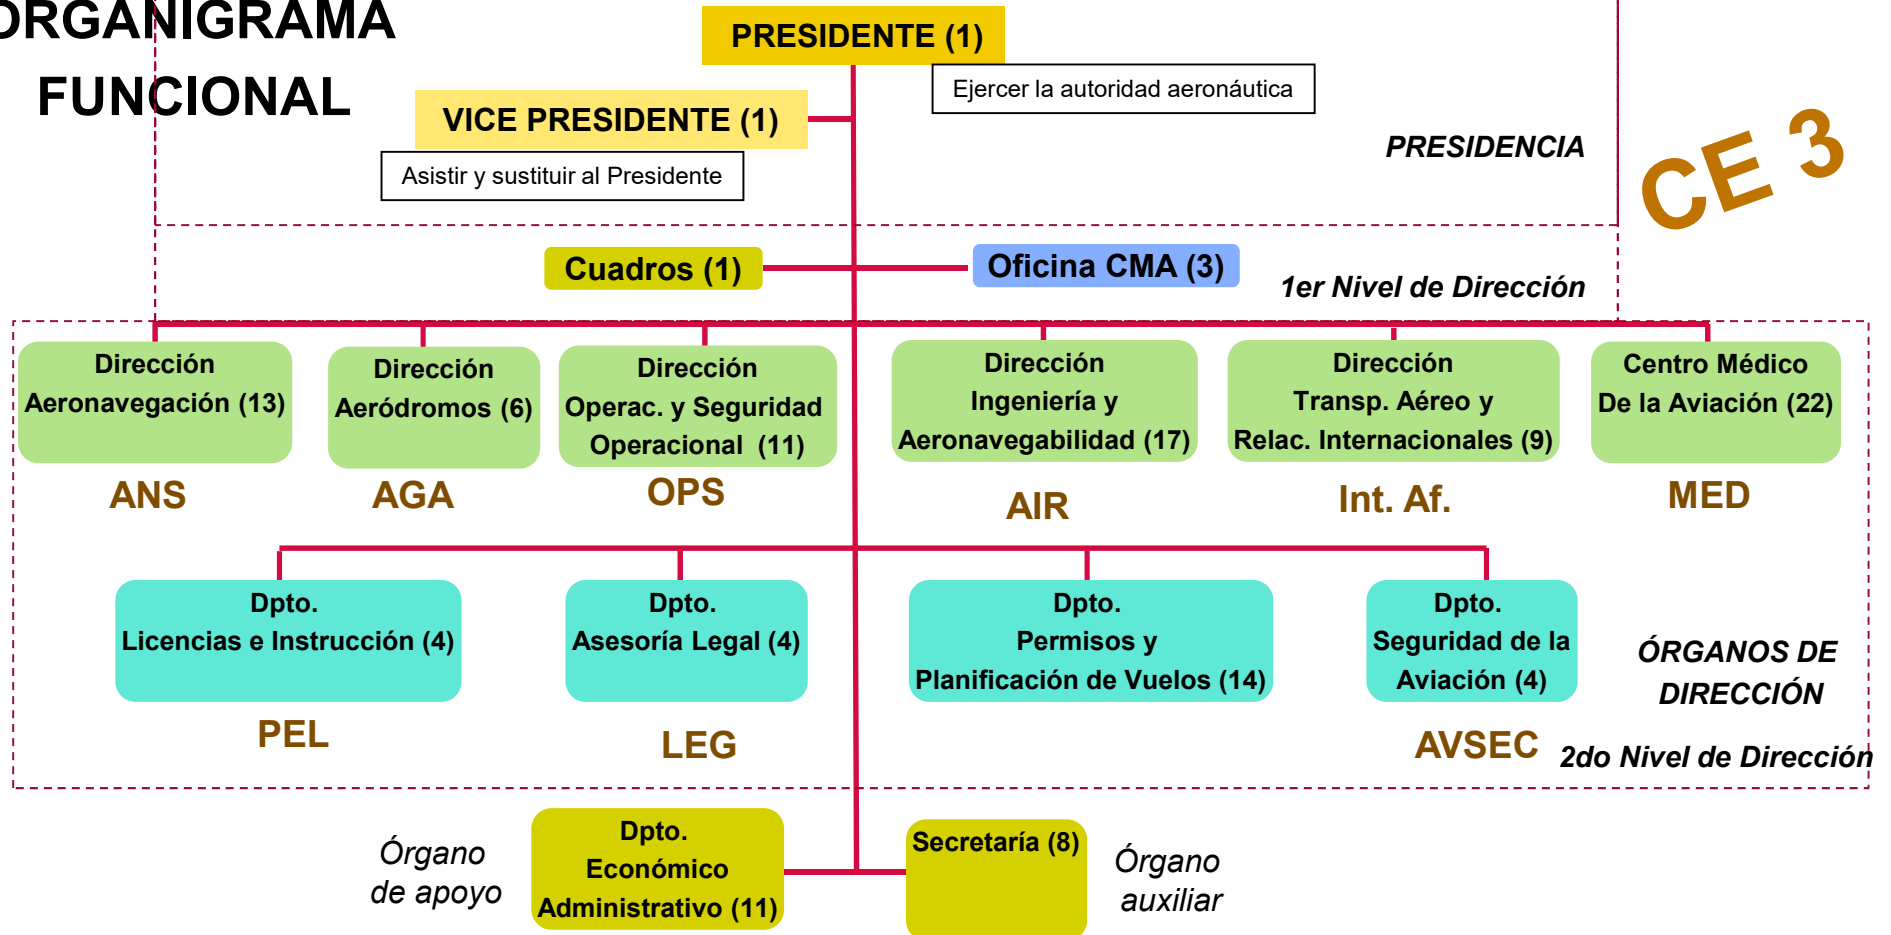 ORGANIGRAMA
FUNCIONAL
PRESIDENTE (1)
Ejercer la autoridad aeronáutica
VICE PRESIDENTE (1)
Asistir y sustituir al Presidente
PRESIDENCIA
CE 3
Cuadros (1)
Oficina CMA (3)
1er Nivel de Dirección
Dirección
Aeronavegación (13)
Dirección
Aeródromos (6)
Dirección
Operac. y Seguridad
Operacional (11)
Dirección
Ingeniería y
Aeronavegabilidad (17)
Dirección
Transp. Aéreo y
Relac. Internacionales (9)
Centro Médico
De la Aviación (22)
ANS
AGA
OPS
AIR
Int. Af.
MED
Dpto.
Licencias e Instrucción (4)
Dpto.
Asesoría Legal (4)
Dpto.
Permisos y
Planificación de Vuelos (14)
Dpto.
Seguridad de la
Aviación (4)
ÓRGANOS DE
DIRECCIÓN
PEL
LEG
AVSEC
2do Nivel de Dirección
Órgano
de apoyo
Dpto.
Económico
Administrativo (11)
Secretaría (8)
Órgano
auxiliar